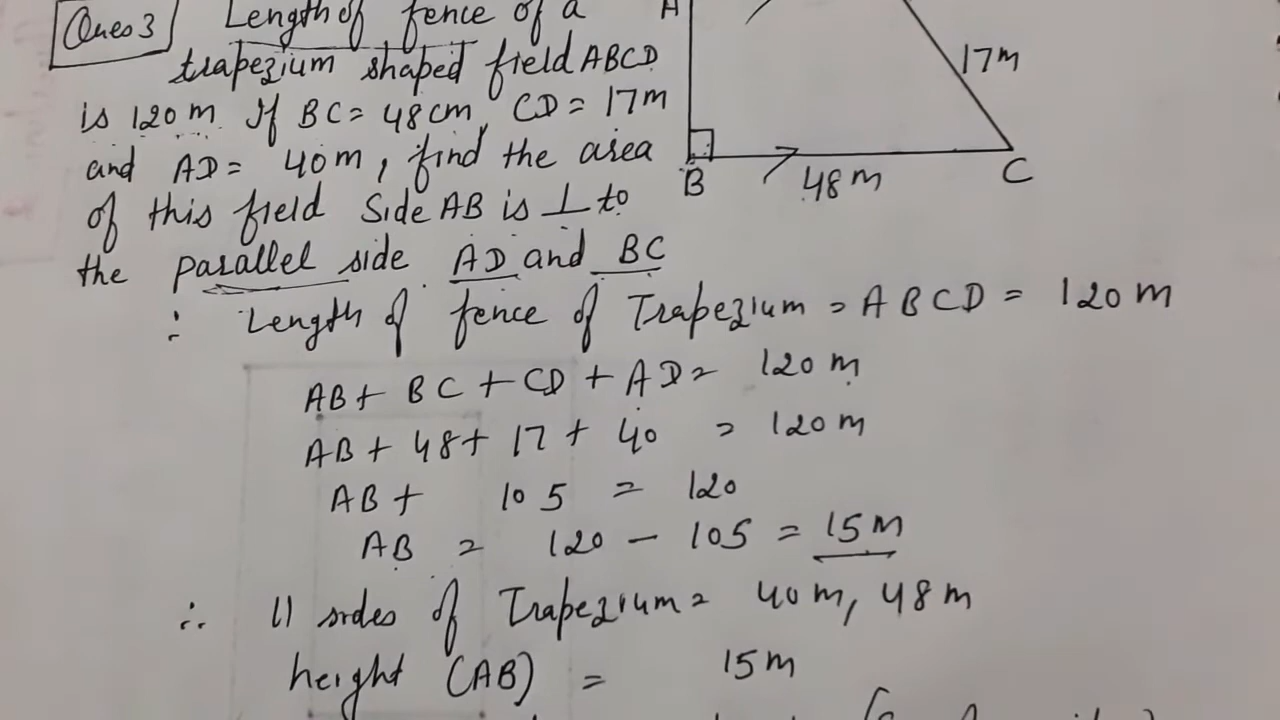 Ques 3 Length of fence of a
trapezium shaped field ABCD
is 120 m. If BC = 48 cm, CD = 17 m
and AD = 40 m, find the area
of this field Side AB is ⊥ to
the parallel side AD and BC
A
17 m
B
48 m
C
∴ Length of fence of Trapezium = ABCD = 120 m
AB + BC + CD + AD = 120 m
AB + 48 + 17 + 40 = 120 m
AB + 105 = 120
AB = 120 - 105 = 15 m
∴ || sides of Trapezium = 40 m, 48 m
height (AB) = 15 m